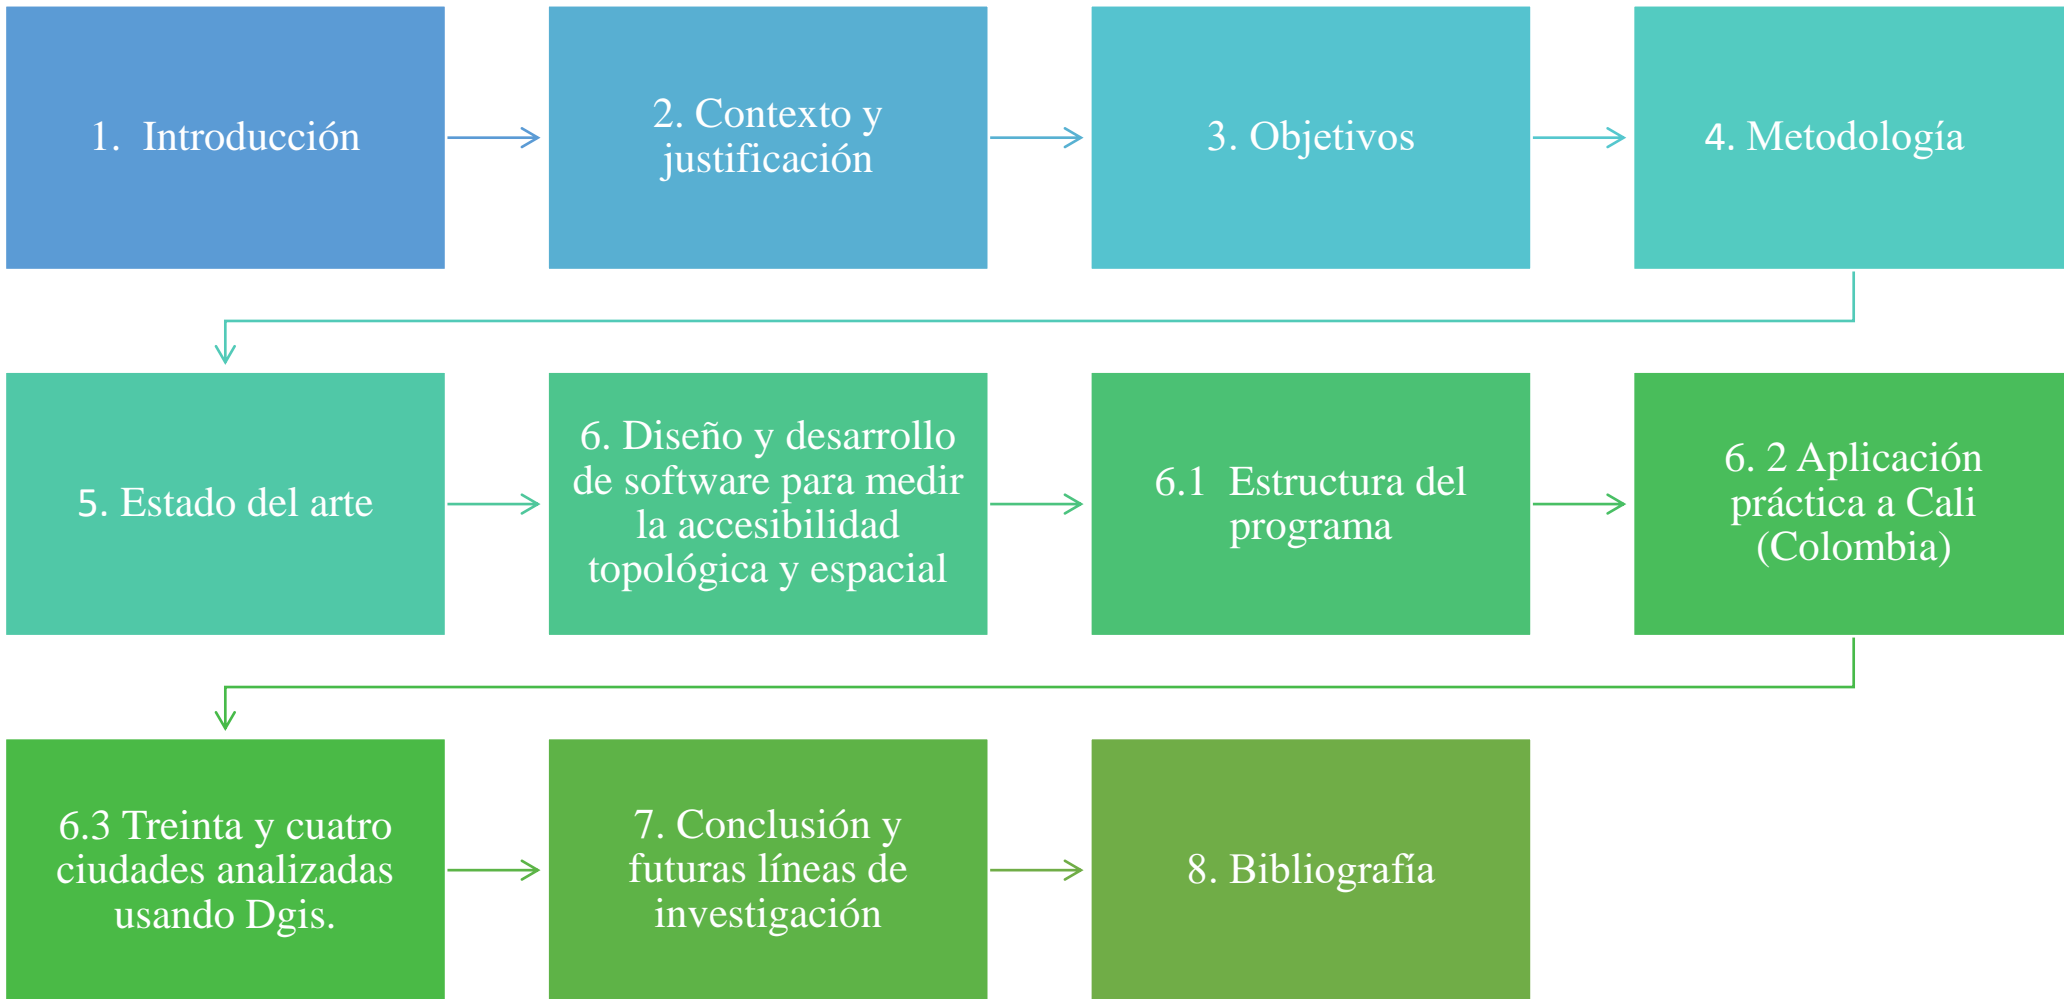 1. Introducción
2. Contexto y
justificación
3. Objetivos
4. Metodología
5. Estado del arte
6. Diseño y desarrollo
de software para medir
la accesibilidad
topológica y espacial
6.1 Estructura del
programa
6. 2 Aplicación
práctica a Cali
(Colombia)
6.3 Treinta y cuatro
ciudades analizadas
usando Dgis.
7. Conclusión y
futuras líneas de
investigación
8. Bibliografía